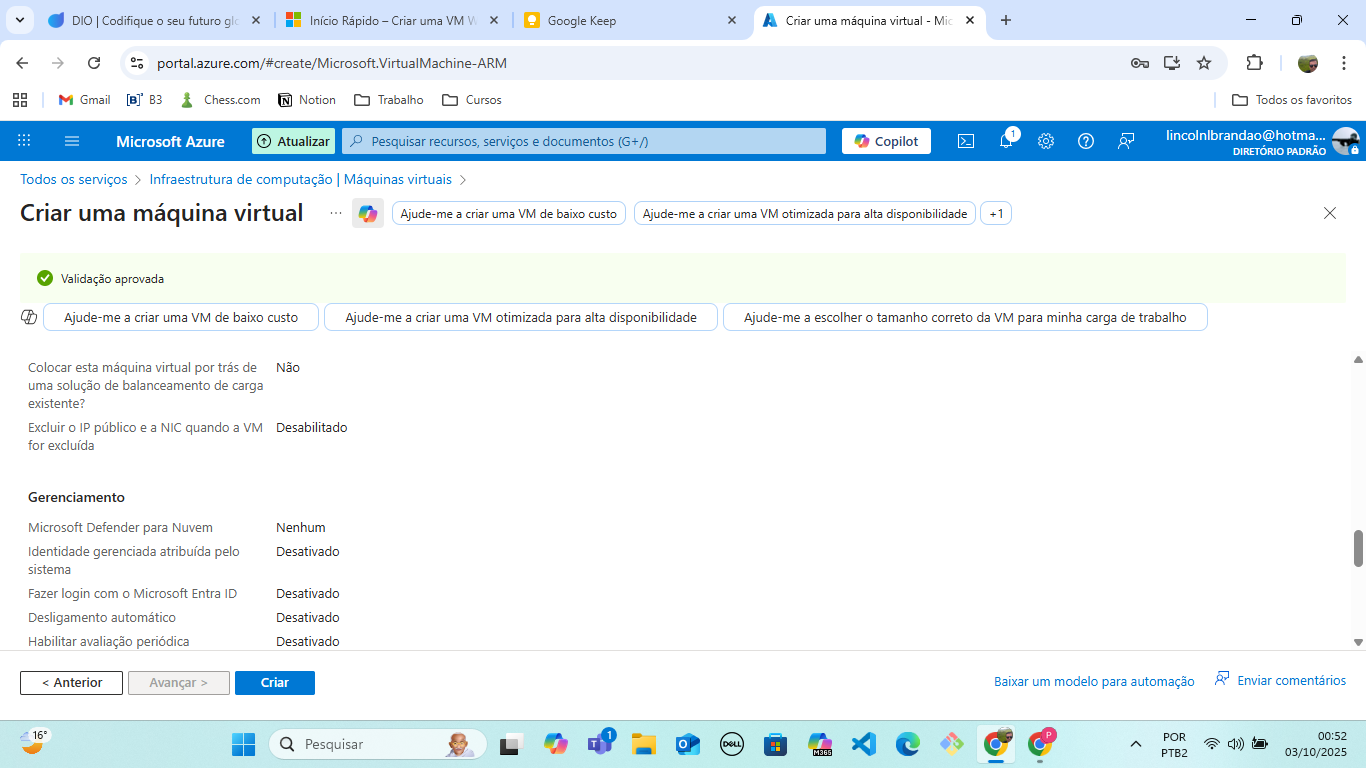 DIO | Codifique o seu futuro glo
Início Rápido – Criar uma VM W
Google Keep
Criar uma máquina virtual - Mic
portal.azure.com/#create/Microsoft.VirtualMachine-ARM
Gmail
B3
Chess.com
Notion
Trabalho
Cursos
Todos os favoritos
Microsoft Azure
Atualizar
Pesquisar recursos, serviços e documentos (G+/)
Copilot
1
lincolnlbrandao@hotma...
DIRETÓRIO PADRÃO
Todos os serviços > Infraestrutura de computação | Máquinas virtuais >
Criar uma máquina virtual
...
Ajude-me a criar uma VM de baixo custo
Ajude-me a criar uma VM otimizada para alta disponibilidade
+1
Validação aprovada
Ajude-me a criar uma VM de baixo custo
Ajude-me a criar uma VM otimizada para alta disponibilidade
Ajude-me a escolher o tamanho correto da VM para minha carga de trabalho
Colocar esta máquina virtual por trás de Não
uma solução de balanceamento de carga
existente?
Excluir o IP público e a NIC quando a VM Desabilitado
for excluída
Gerenciamento
Microsoft Defender para Nuvem Nenhum
Identidade gerenciada atribuída pelo Desativado
sistema
Fazer login com o Microsoft Entra ID Desativado
Desligamento automático Desativado
Habilitar avaliação periódica Desativado
< Anterior
Avançar >
Criar
Baixar um modelo para automação
Enviar comentários
16°
Pesquisar
1
DELL
M365
P
POR
PTB2
00:52
03/10/2025